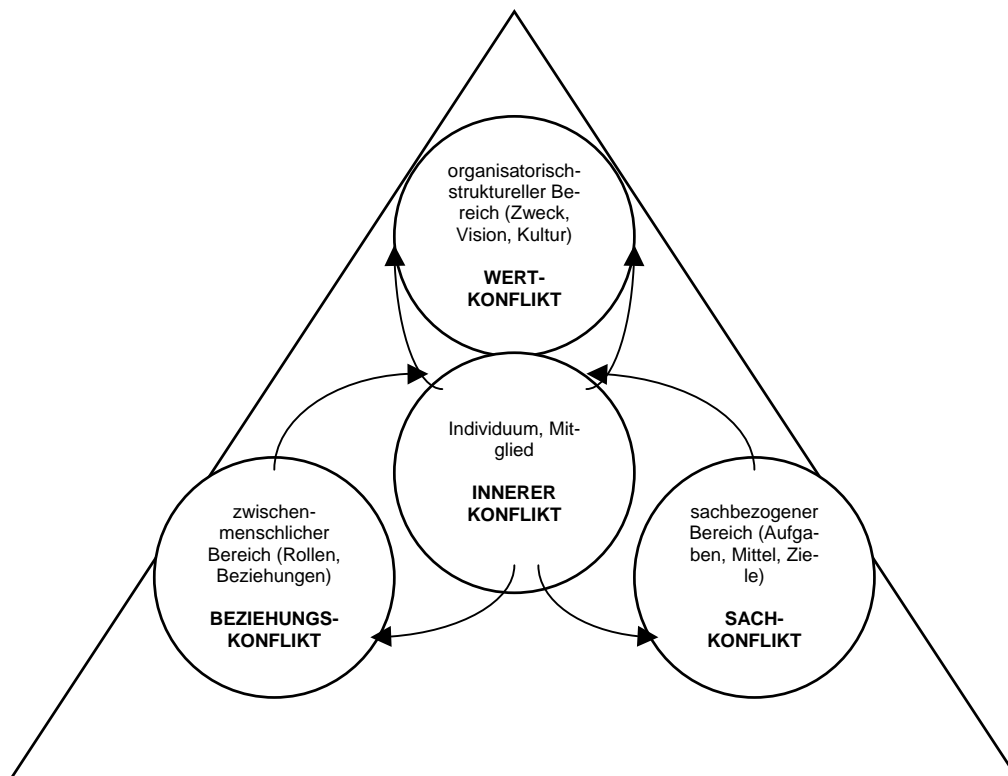 organisatorisch-
struktureller Be-
reich (Zweck,
Vision, Kultur)
WERT-
KONFLIKT
Individuum, Mit-
glied
INNERER
KONFLIKT
zwischen-
menschlicher
Bereich (Rollen,
Beziehungen)
BEZIEHUNGS-
KONFLIKT
sachbezogener
Bereich (Aufga-
ben, Mittel, Zie-
le)
SACH-
KONFLIKT